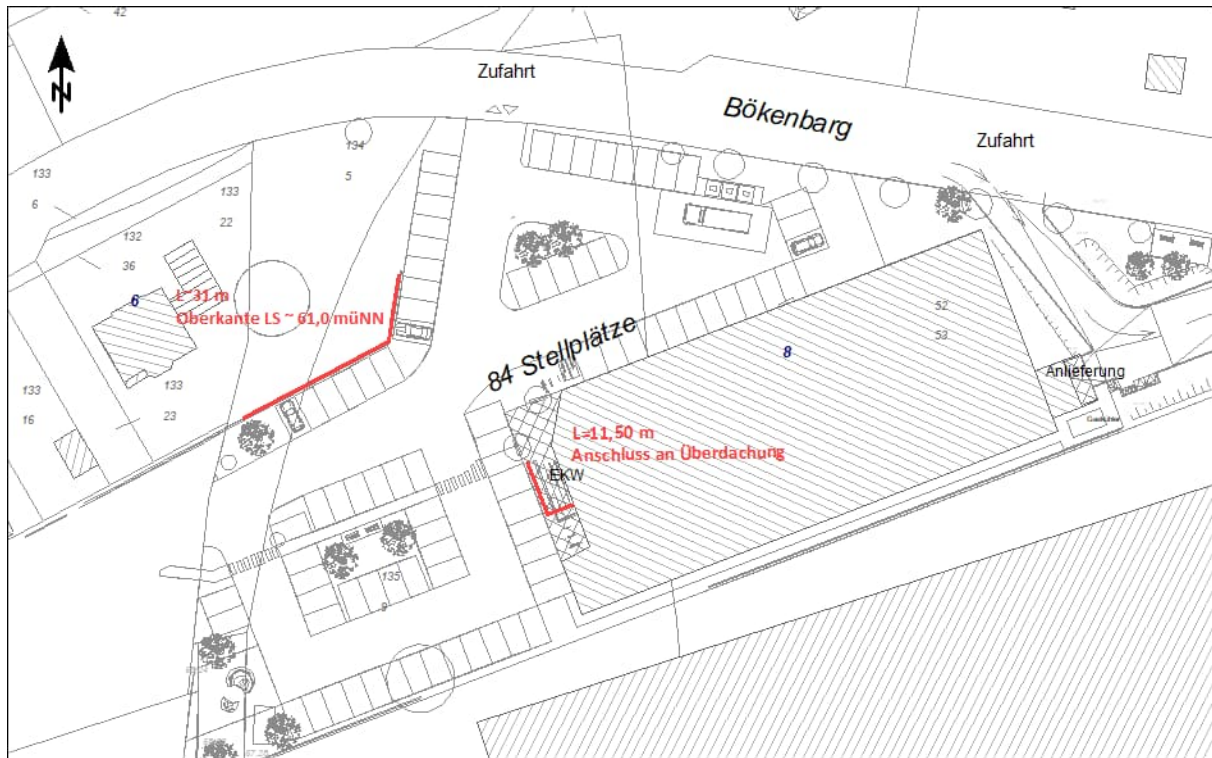 42
N
Zufahrt
Bökenbarg
Zufahrt
134
5
133
6
133
22
132
36
6
L~31 m
Oberkante LS ~ 61,0 müNN
52
53
84 Stellplätze
8
Anlieferung
133
16
133
23
L=11,50 m
Anschluss an Überdachung
EKW
135
9